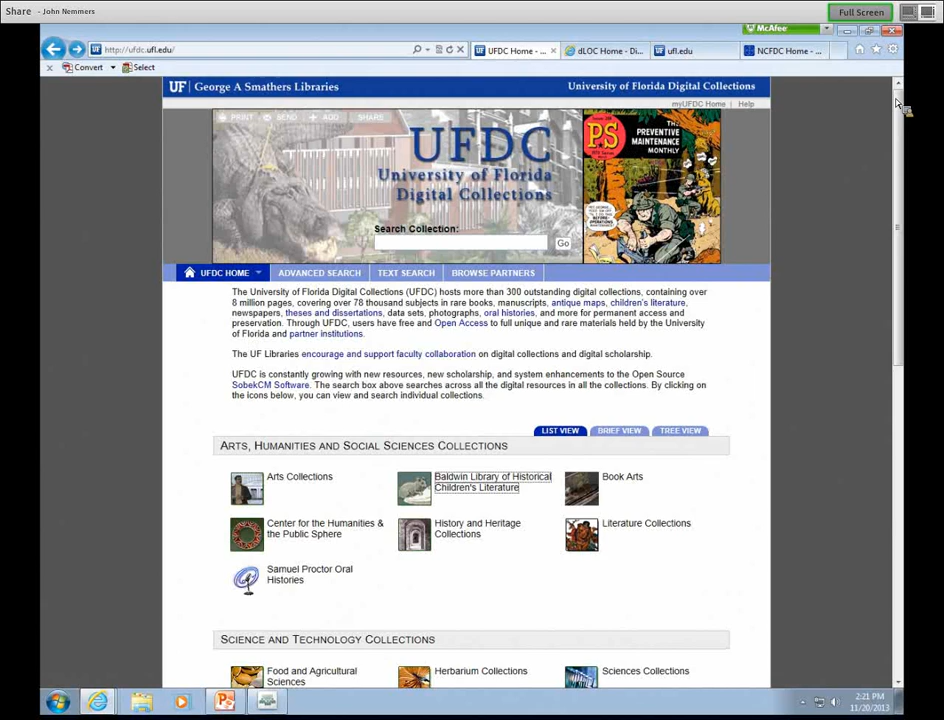 Share - John Nemmers
Full Screen
McAfee
http://ufdc.ufl.edu/
UFDC Home - ...
dLOC Home - Di...
ufl.edu
NCFDC Home - ...
Convert
Select
UF George A Smathers Libraries
University of Florida Digital Collections
myUFDC Home | Help
PRINT SEND ADD SHARE
UFDC
University of Florida
Digital Collections
Search Collection:
Go
PS
THE
PREVENTIVE
MAINTENANCE
MONTHLY
UFDC HOME
ADVANCED SEARCH
TEXT SEARCH
BROWSE PARTNERS
The University of Florida Digital Collections (UFDC) hosts more than 300 outstanding digital collections, containing over
8 million pages, covering over 78 thousand subjects in rare books, manuscripts, antique maps, children's literature,
newspapers, theses and dissertations, data sets, photographs, oral histories, and more for permanent access and
preservation. Through UFDC, users have free and Open Access to full unique and rare materials held by the University
of Florida and partner institutions.
The UF Libraries encourage and support faculty collaboration on digital collections and digital scholarship.
UFDC is constantly growing with new resources, new scholarship, and system enhancements to the Open Source
SobekCM Software. The search box above searches across all the digital resources in all the collections. By clicking on
the icons below, you can view and search individual collections.
LIST VIEW
BRIEF VIEW
TREE VIEW
ARTS, HUMANITIES AND SOCIAL SCIENCES COLLECTIONS
Arts Collections
Baldwin Library of Historical
Children's Literature
Book Arts
Center for the Humanities &
the Public Sphere
History and Heritage
Collections
Literature Collections
Samuel Proctor Oral
Histories
SCIENCE AND TECHNOLOGY COLLECTIONS
Food and Agricultural
Sciences
Herbarium Collections
Sciences Collections
2:21 PM
11/20/2013